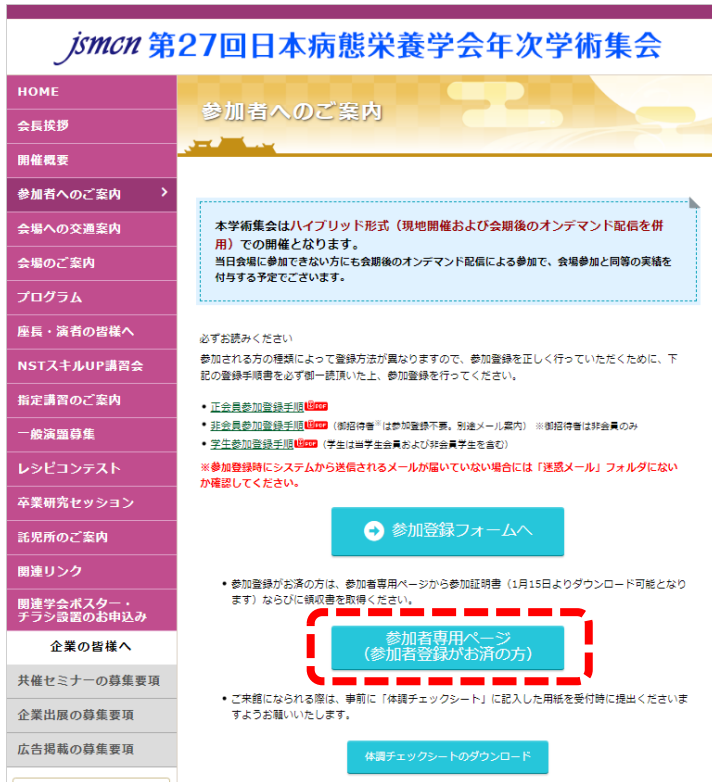 jsmcn 第27回日本病態栄養学会年次学術集会
HOME
会長挨拶
開催概要
参加者へのご案内
会場への交通案内
会場のご案内
プログラム
座長・演者の皆様へ
NSTスキルUP講習会
指定講習のご案内
一般演題募集
レシピコンテスト
卒業研究セッション
託児所のご案内
関連リンク
関連学会ポスター・
チラシ設置のお申込み
企業の皆様へ
共催セミナーの募集要項
企業出展の募集要項
広告掲載の募集要項
参加者へのご案内
本学術集会はハイブリッド形式（現地開催および会期後のオンデマンド配信を併
用）での開催となります。
当日会場に参加できない方にも会期後のオンデマンド配信による参加で、会場参加と同等の実績を
付与する予定でございます。
必ずお読みください
参加される方の種類によって登録方法が異なりますので、参加登録を正しく行っていただくために、下
記の登録手順書を必ず御一読頂いた上、参加登録を行ってください。
• 正会員参加登録手順 PDF
• 非会員参加登録手順 PDF （御招待者※は参加登録不要。別途メール案内） ※御招待者は非会員のみ
• 学生参加登録手順 PDF （学生は当学生会員および非会員学生を含む）
※参加登録時にシステムから送信されるメールが届いていない場合には「迷惑メール」フォルダにない
か確認してください。
参加登録フォームへ
• 参加登録がお済の方は、参加者専用ページから参加証明書（1月15日よりダウンロード可能となり
ます）ならびに領収書を取得ください。
参加者専用ページ
（参加者登録がお済の方）
• ご来館になられる際は、事前に「体調チェックシート」に記入した用紙を受付時に提出くださいま
すようお願いいたします。
体調チェックシートのダウンロード